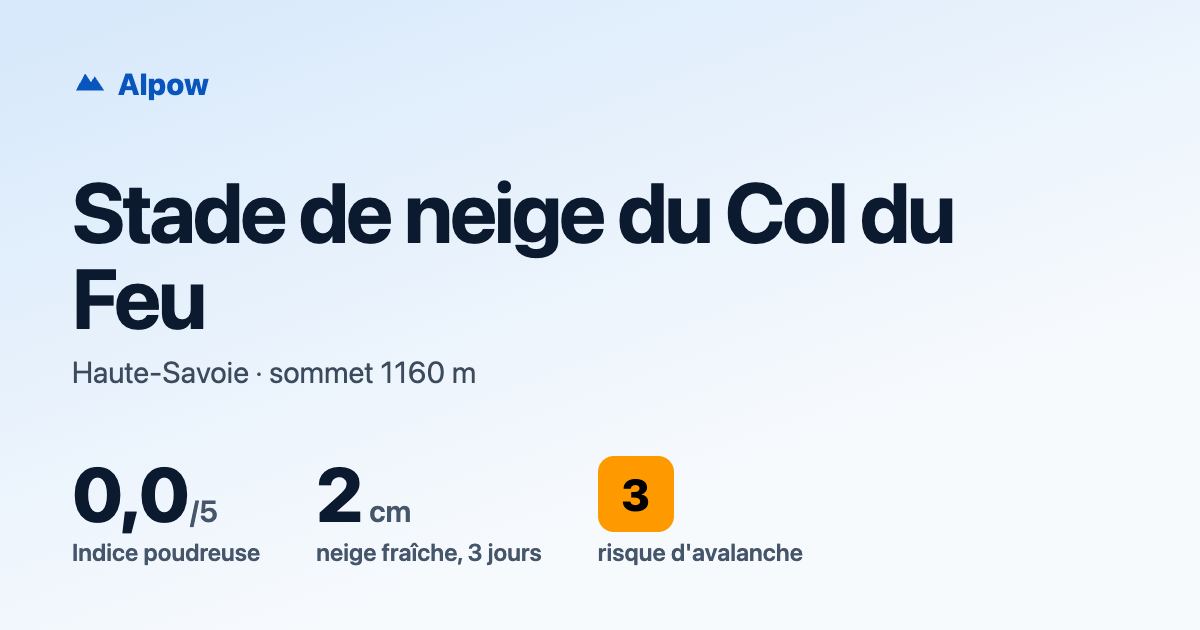 Alpow
Stade de neige du Col du
Feu
Haute-Savoie · sommet 1160 m
0,0/5
Indice poudreuse
2 cm
neige fraîche, 3 jours
3
risque d'avalanche